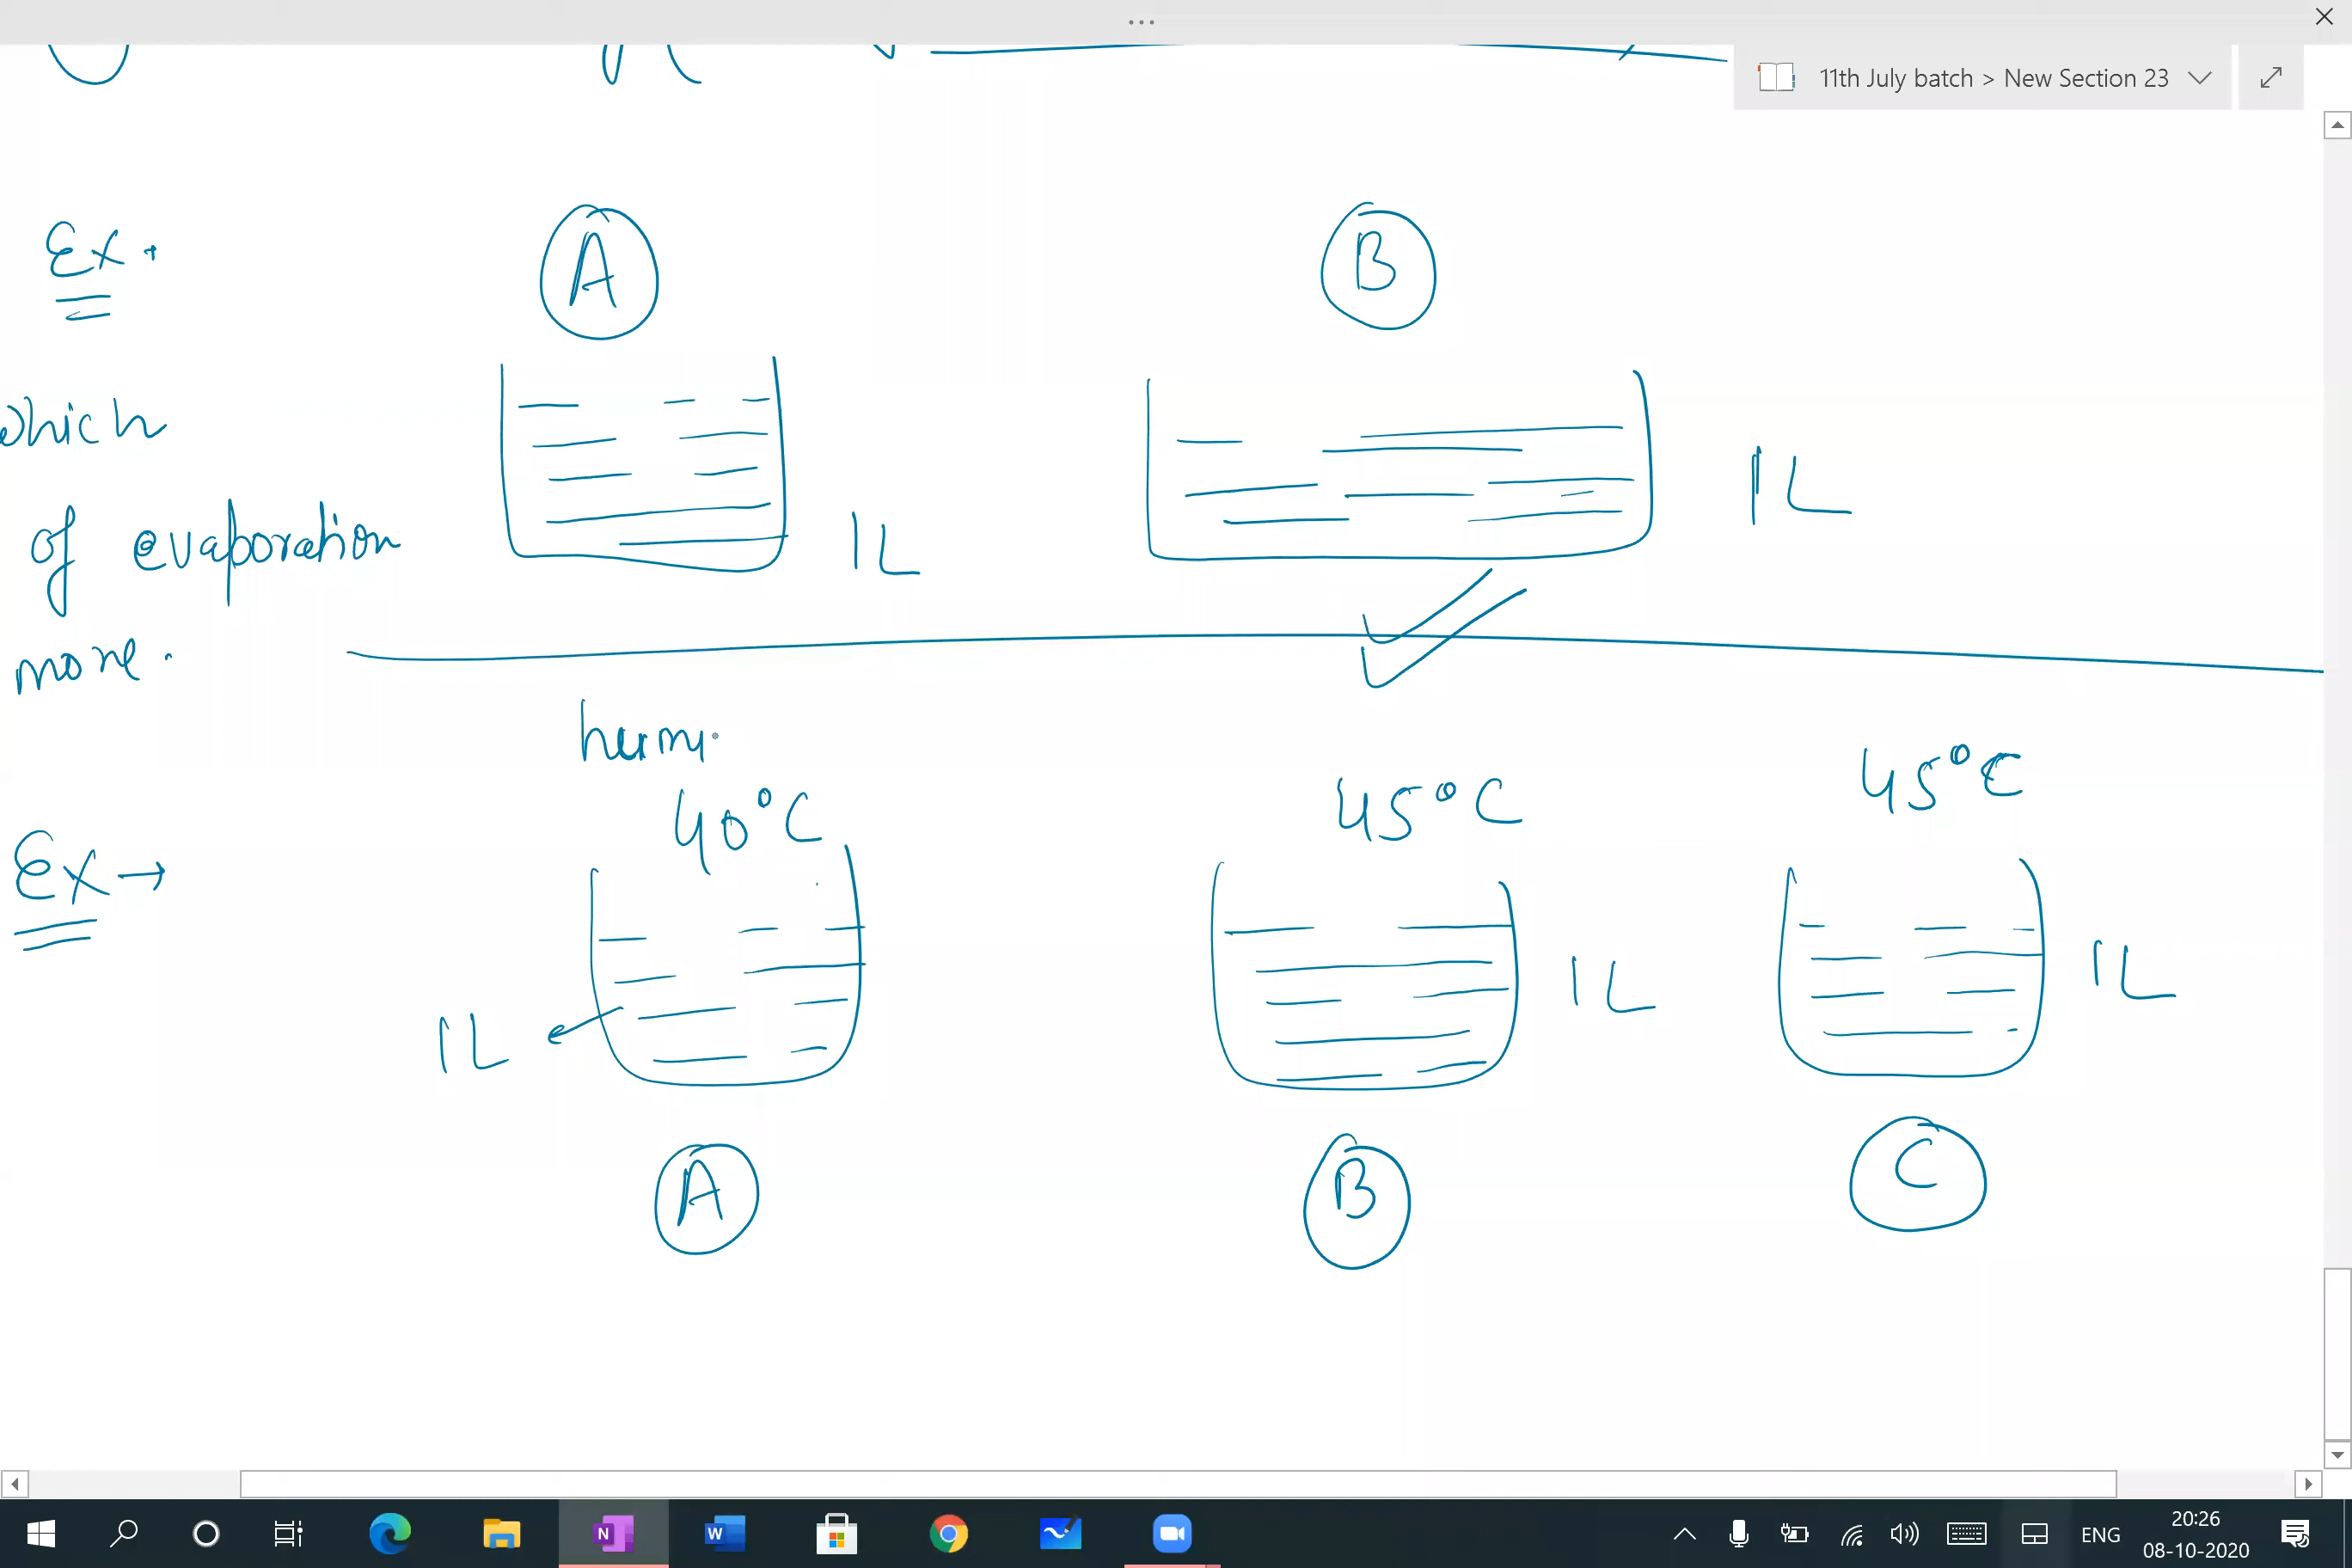 ...
11th July batch > New Section 23
Ex.
A
B
which
of evaporation
more.
1L
1L
hum.
40°C
45°C
45°C
Ex →
1L
1L
1L
A
B
C
N
W
ENG
20:26
08-10-2020